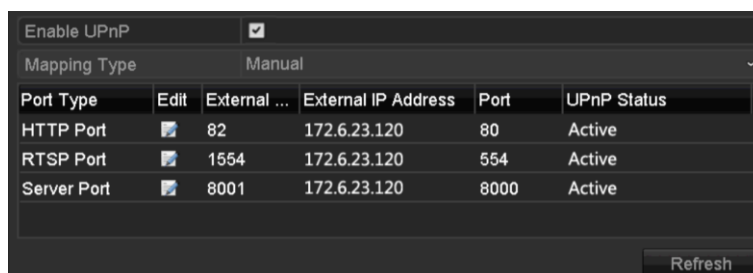 Enable UPnP
Mapping Type Manual
Port Type Edit External ... External IP Address Port UPnP Status
HTTP Port 82 172.6.23.120 80 Active
RTSP Port 1554 172.6.23.120 554 Active
Server Port 8001 172.6.23.120 8000 Active
Refresh